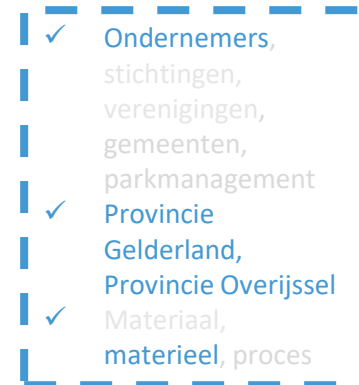 ✓ Ondernemers,
stichtingen,
verenigingen,
gemeenten,
parkmanagement
✓ Provincie
Gelderland,
Provincie Overijssel
✓ Materiaal,
materieel, proces